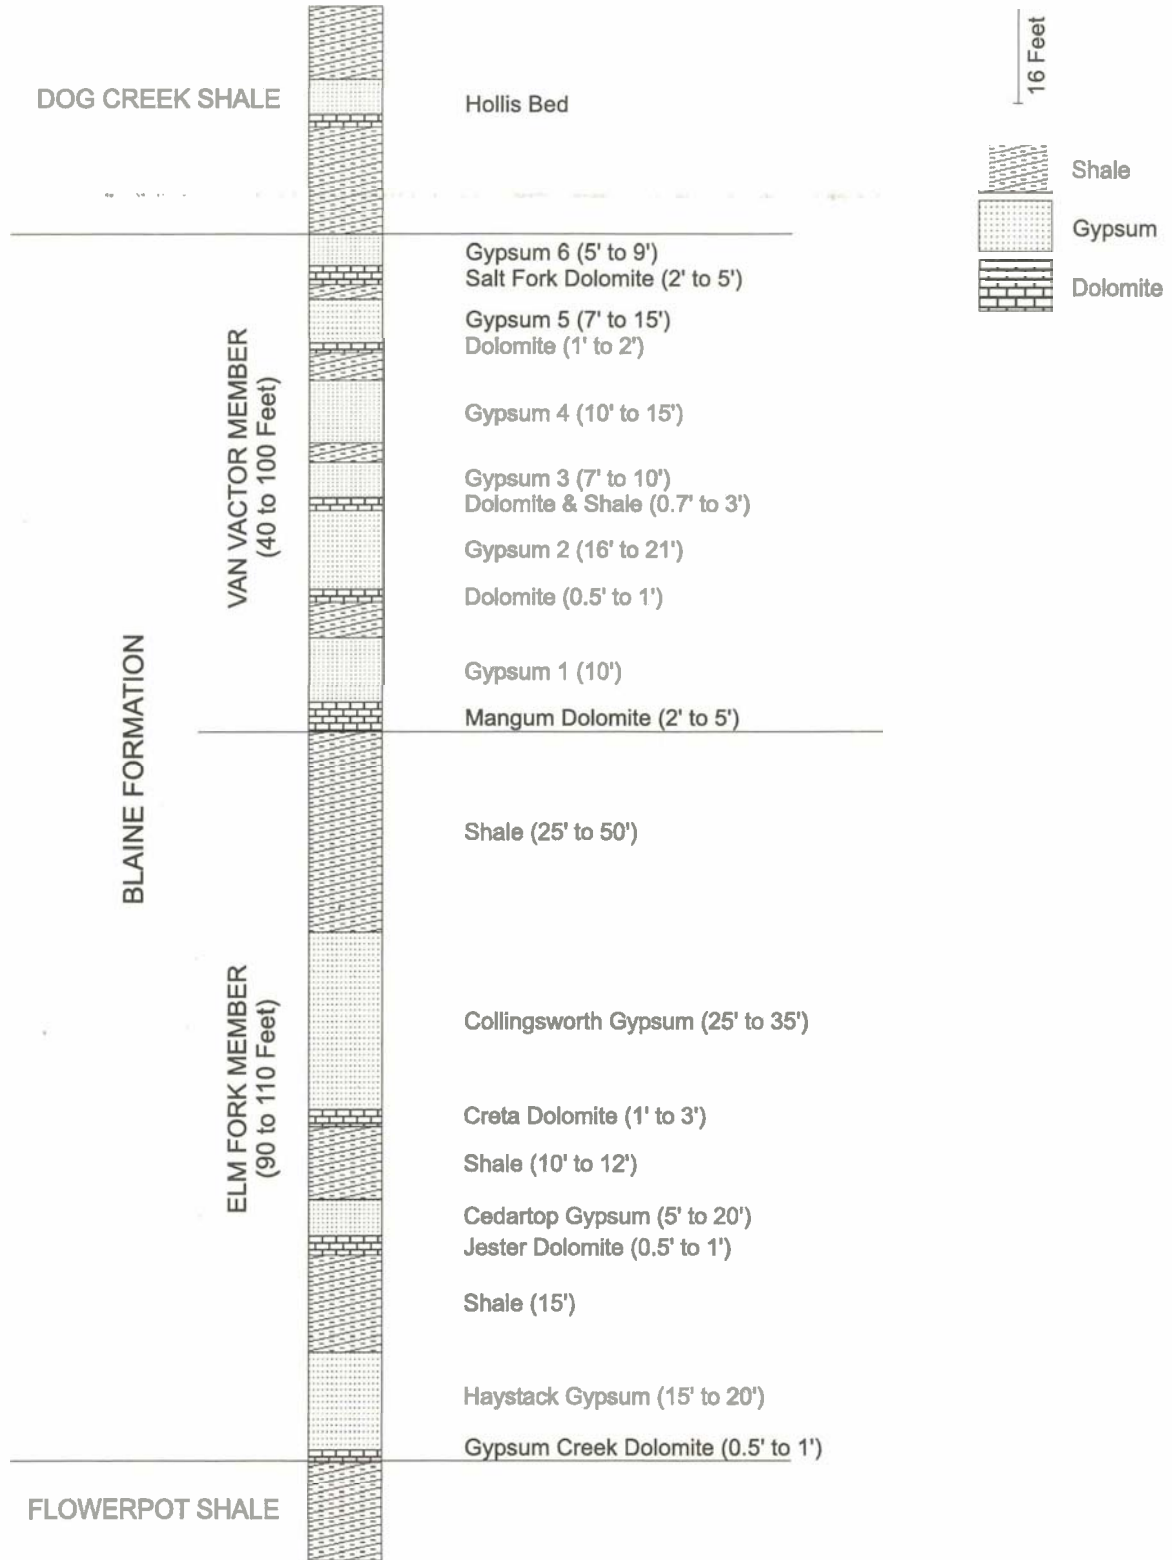 16 Feet
DOG CREEK SHALE
Hollis Bed
Shale
Gypsum
Dolomite
Gypsum 6 (5' to 9')
Salt Fork Dolomite (2' to 5')
Gypsum 5 (7' to 15')
Dolomite (1' to 2')
VAN VACTOR MEMBER
(40 to 100 Feet)
Gypsum 4 (10' to 15')
Gypsum 3 (7' to 10')
Dolomite & Shale (0.7' to 3')
Gypsum 2 (16' to 21')
Dolomite (0.5' to 1')
Gypsum 1 (10')
Mangum Dolomite (2' to 5')
BLAINE FORMATION
Shale (25' to 50')
ELM FORK MEMBER
(90 to 110 Feet)
Collingsworth Gypsum (25' to 35')
Creta Dolomite (1' to 3')
Shale (10' to 12')
Cedartop Gypsum (5' to 20')
Jester Dolomite (0.5' to 1')
Shale (15')
Haystack Gypsum (15' to 20')
Gypsum Creek Dolomite (0.5' to 1')
FLOWERPOT SHALE